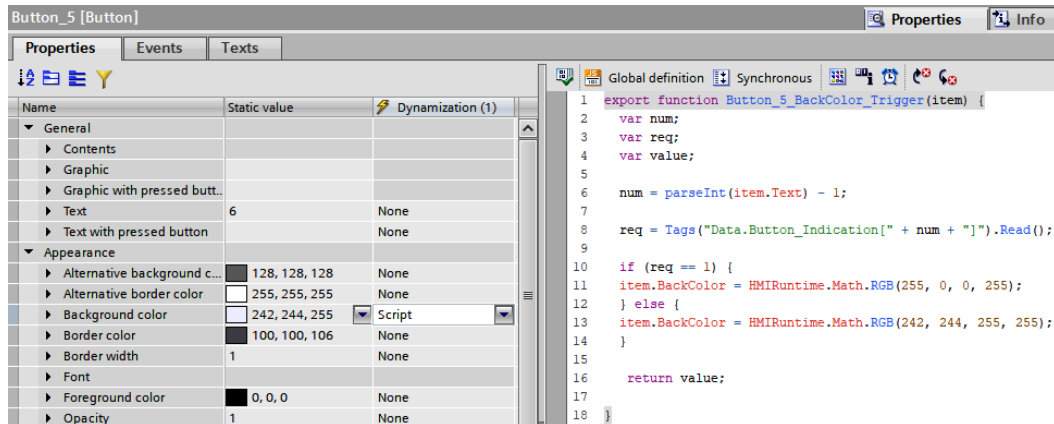 Button_5 [Button]
Properties
Info
Properties
Events
Texts
Global definition
Synchronous
Name
Static value
Dynamization (1)
General
Contents
Graphic
Graphic with pressed butt..
Text
6
None
Text with pressed button
None
Appearance
Alternative background c...
128, 128, 128
None
Alternative border color
255, 255, 255
None
Background color
242, 244, 255
Script
Border color
100, 100, 106
None
Border width
1
None
Font
Foreground color
0, 0, 0
None
Opacity
1
None
1 export function Button_5_BackColor_Trigger(item) {
2 var num;
3 var req;
4 var value;
5
6 num = parseInt(item.Text) - 1;
7
8 req = Tags("Data.Button_Indication[" + num + "]").Read();
9
10 if (req == 1) {
11 item.BackColor = HMIRuntime.Math.RGB(255, 0, 0, 255);
12 } else {
13 item.BackColor = HMIRuntime.Math.RGB(242, 244, 255, 255);
14 }
15
16 return value;
17
18 }